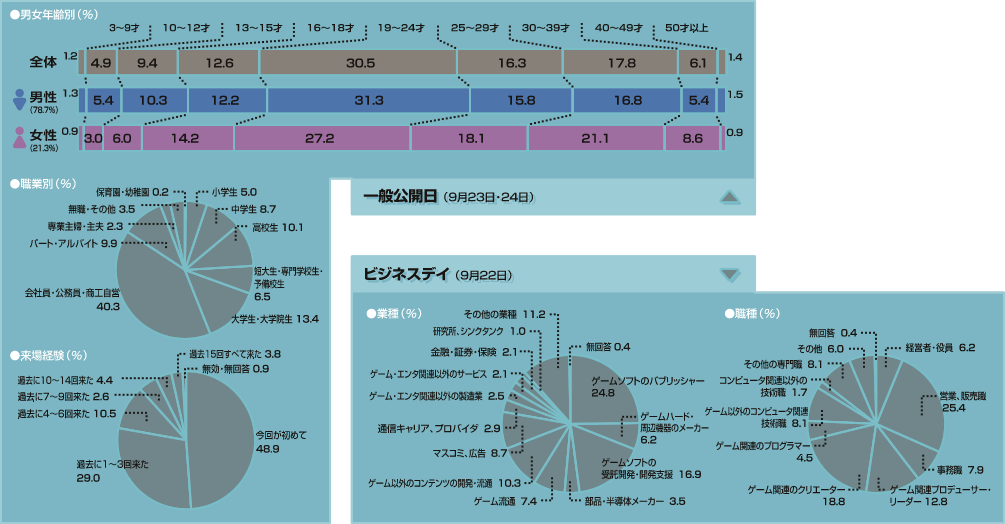 ●男女年齢別（%）
3～9才 10～12才 13～15才 16～18才 19～24才 25～29才 30～39才 40～49才 50才以上
全体 1.2 4.9 9.4 12.6 30.5 16.3 17.8 6.1 1.4
男性 1.3 5.4 10.3 12.2 31.3 15.8 16.8 5.4 1.5
(78.7%)
女性 0.9 3.0 6.0 14.2 27.2 18.1 21.1 8.6 0.9
(21.3%)
●職業別（%）
保育園・幼稚園 0.2
小学生 5.0
無職・その他 3.5
中学生 8.7
専業主婦・主夫 2.3
高校生 10.1
パート・アルバイト 9.9
短大生・専門学校生・
予備校生
6.5
会社員・公務員・商工自営
40.3
大学生・大学院生 13.4
●来場経験（%）
過去15回すべて来た 3.8
無効・無回答 0.9
過去に10～14回来た 4.4
過去に7～9回来た 2.6
過去に4～6回来た 10.5
今回が初めて
48.9
過去に1～3回来た
29.0
一般公開日（9月23日・24日）
ビジネスデイ（9月22日）
●業種（%）
その他の業種 11.2
研究所、シンクタンク 1.0
無回答 0.4
金融・証券・保険 2.1
ゲーム・エンタ関連以外のサービス 2.1
ゲームソフトのパブリッシャー
24.8
ゲーム・エンタ関連以外の製造業 2.5
ゲームハード・
周辺機器のメーカー
6.2
通信キャリア、プロバイダ 2.9
マスコミ、広告 8.7
ゲームソフトの
受託開発・開発支援 16.9
ゲーム以外のコンテンツの開発・流通 10.3
ゲーム流通 7.4
部品・半導体メーカー 3.5
●職種（%）
無回答 0.4
その他 6.0
経営者・役員 6.2
その他の専門職 8.1
コンピュータ関連以外の
技術職 1.7
営業、販売職
25.4
ゲーム以外のコンピュータ関連
技術職 8.1
ゲーム関連のプログラマー
4.5
事務職 7.9
ゲーム関連のクリエーター
18.8
ゲーム関連プロデューサー・
リーダー 12.8